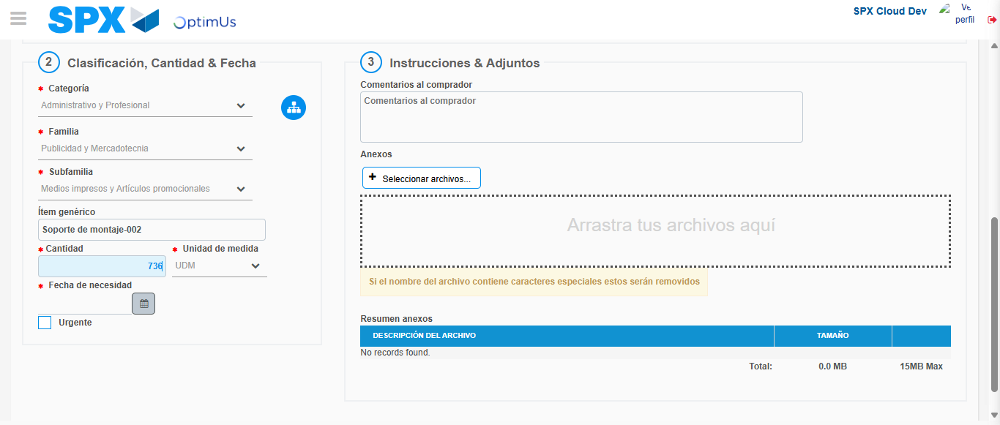 SPX
OptimUs
SPX Cloud Dev
Ve
perfil
2 Clasificación, Cantidad & Fecha
* Categoría
Administrativo y Profesional
* Familia
Publicidad y Mercadotecnia
* Subfamilia
Medios impresos y Artículos promocionales
Ítem genérico
Soporte de montaje-002
* Cantidad * Unidad de medida
736 UDM
* Fecha de necesidad
Urgente
3 Instrucciones & Adjuntos
Comentarios al comprador
Comentarios al comprador
Anexos
+ Seleccionar archivos...
Arrastra tus archivos aquí
Si el nombre del archivo contiene caracteres especiales estos serán removidos
Resumen anexos
DESCRIPCIÓN DEL ARCHIVO TAMAÑO
No records found.
Total: 0.0 MB 15MB Max